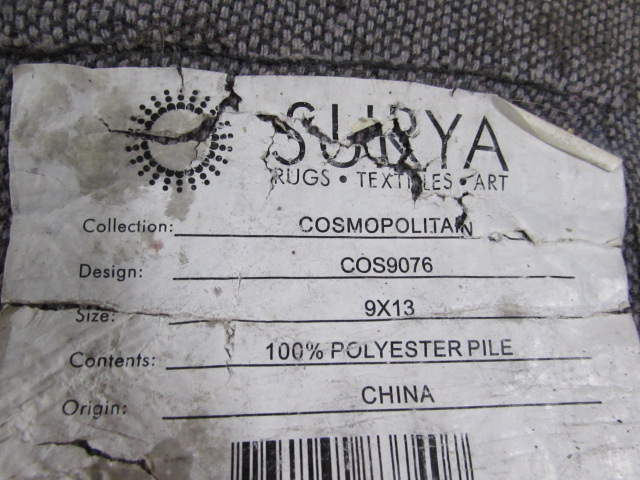 SURYA
RUGS • TEXTILES • ART
Collection: COSMOPOLITAN
Design: COS9076
Size: 9X13
Contents: 100% POLYESTER PILE
Origin: CHINA